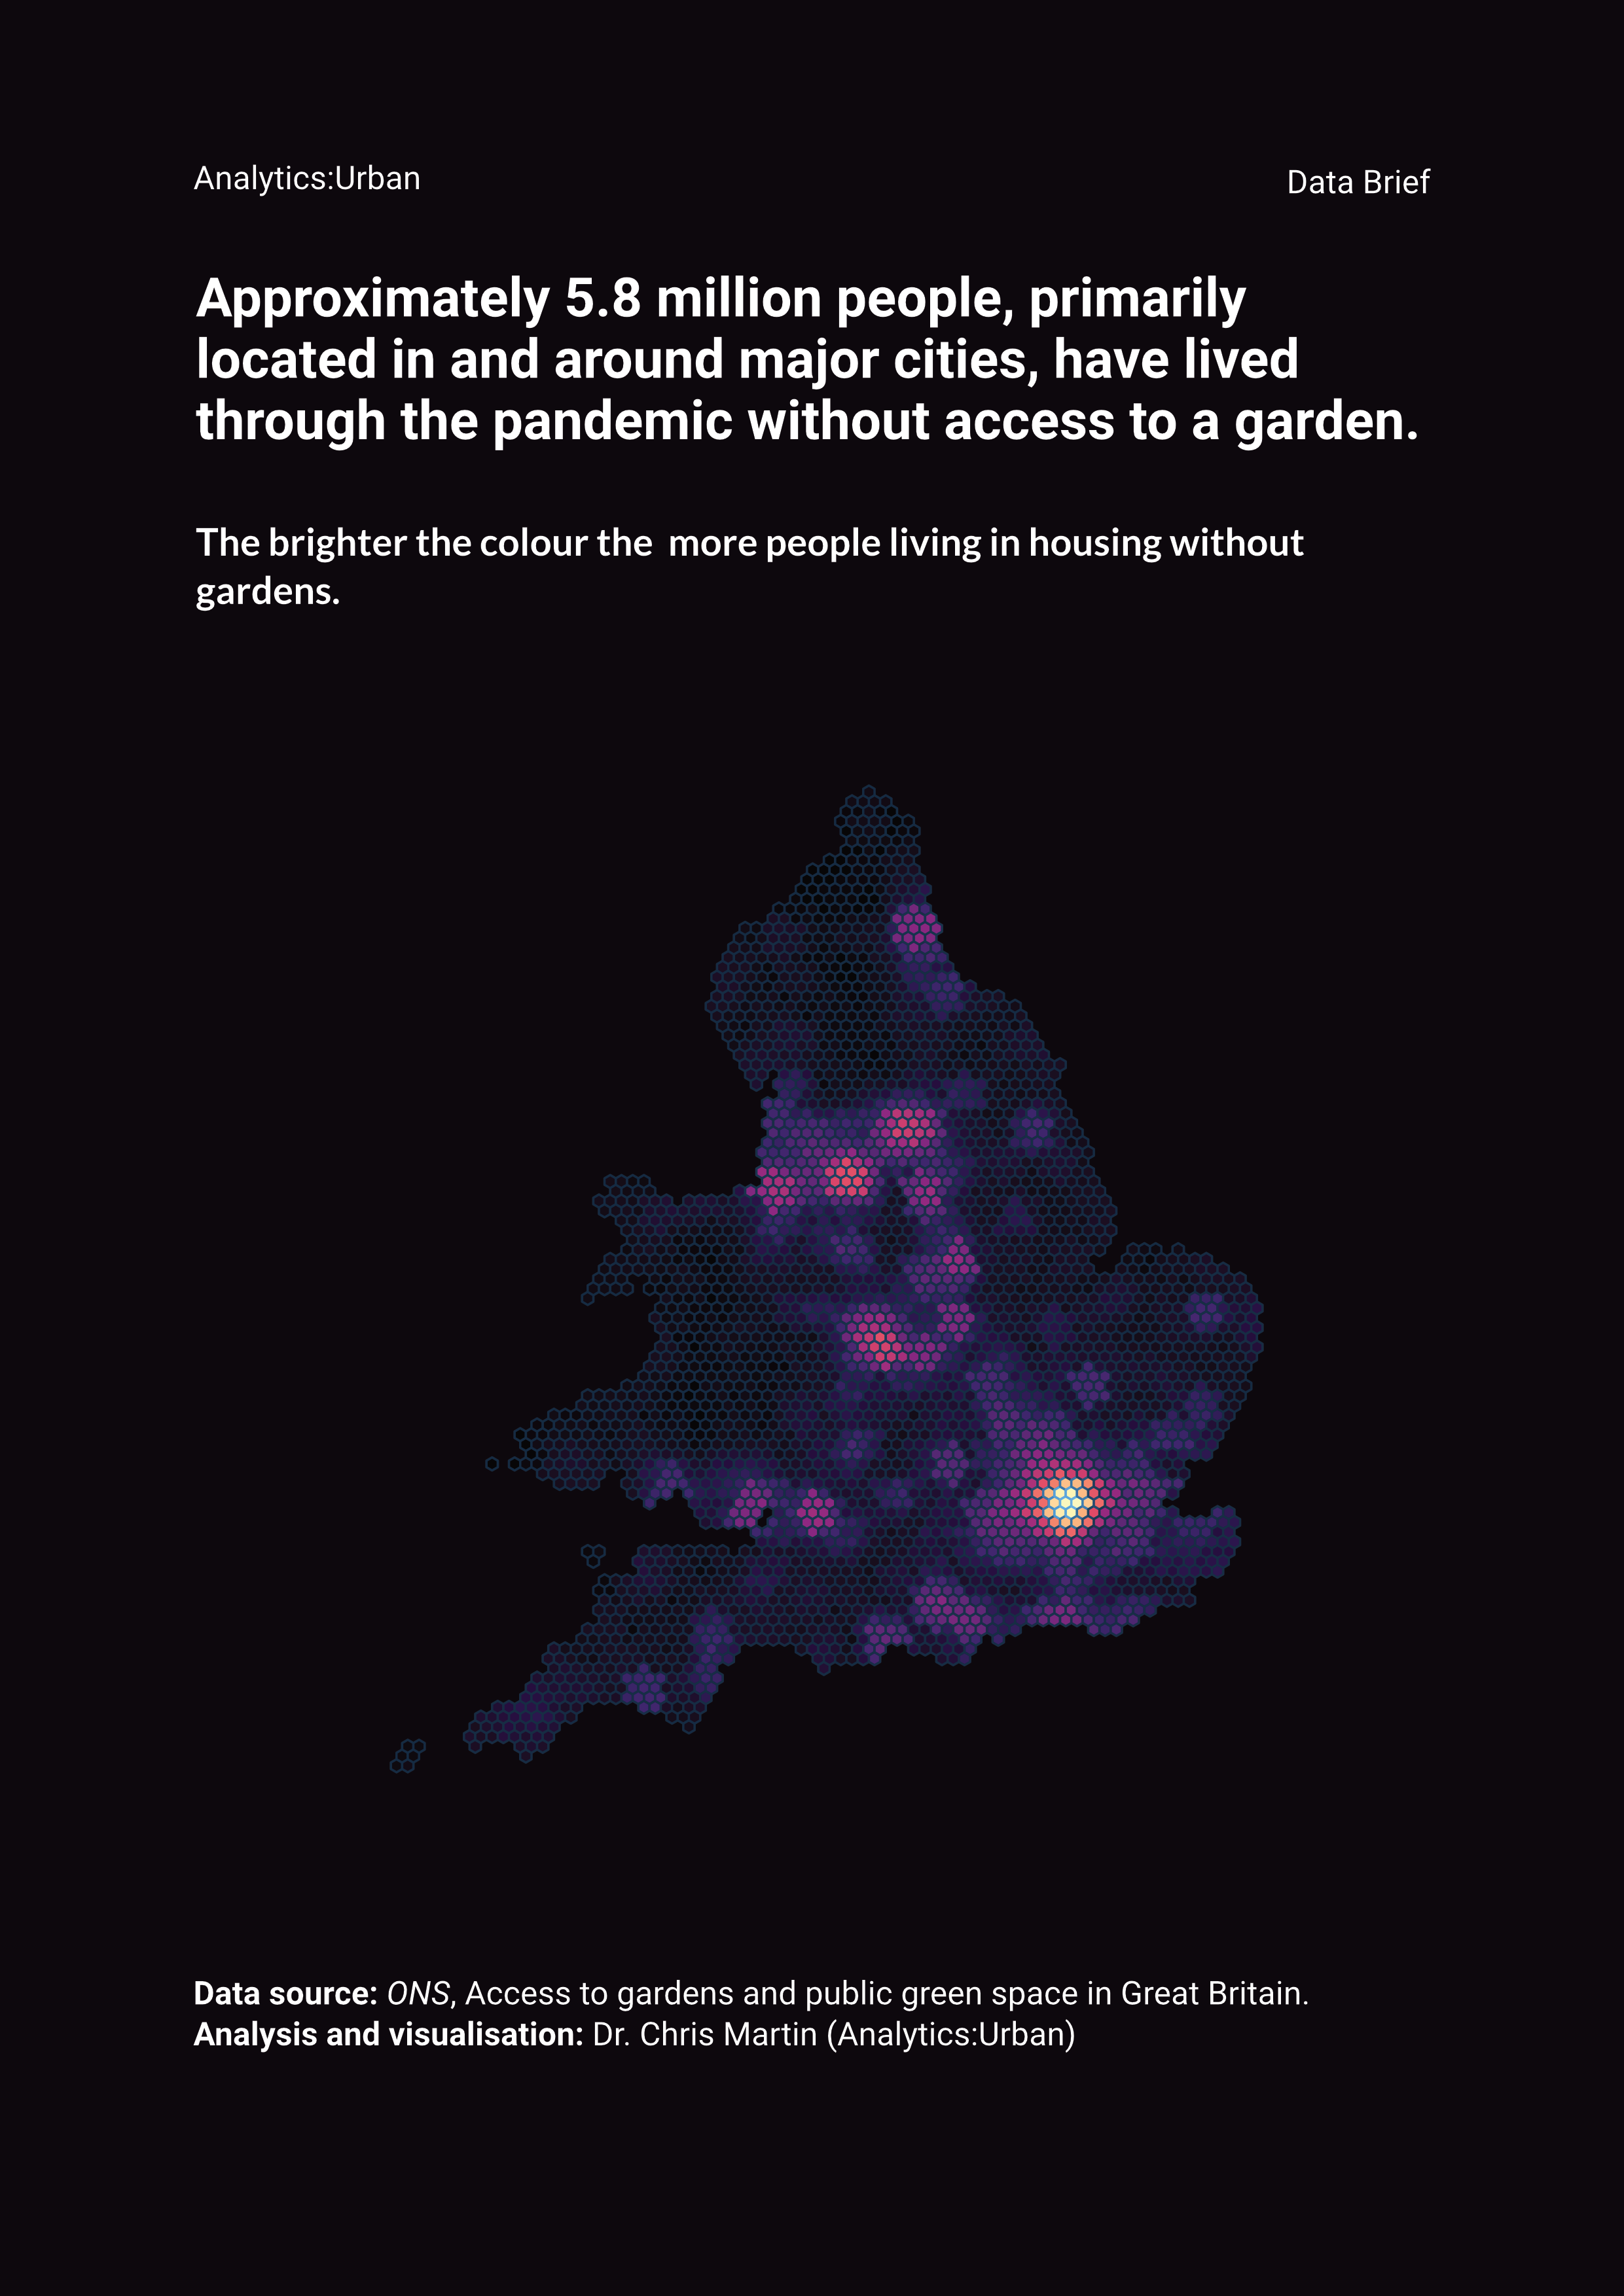 Analytics:Urban
Data Brief
Approximately 5.8 million people, primarily
located in and around major cities, have lived
through the pandemic without access to a garden.
The brighter the colour the  more people living in housing without
gardens.
Data source: ONS, Access to gardens and public green space in Great Britain.
Analysis and visualisation: Dr. Chris Martin (Analytics:Urban)